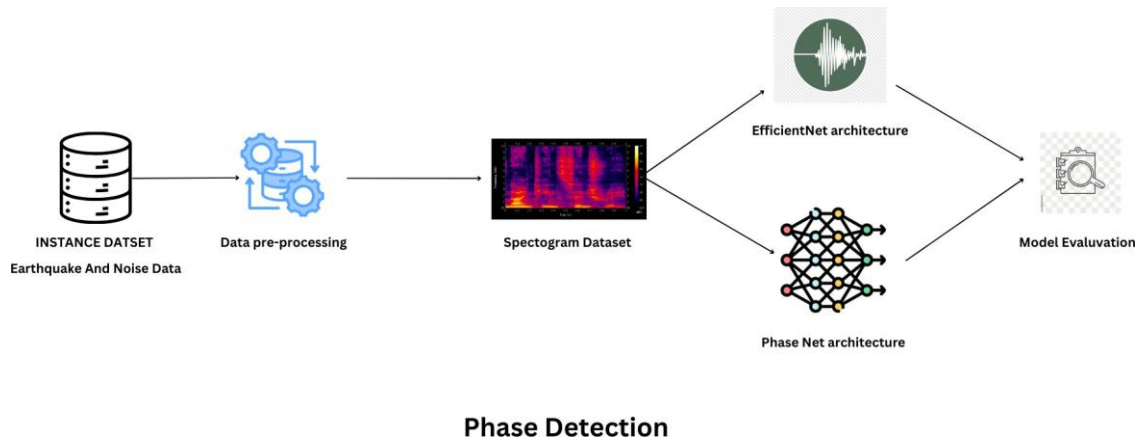 EfficientNet architecture
INSTANCE DATSET
Earthquake And Noise Data
Data pre-processing
Spectogram Dataset
Model Evaluvation
Phase Net architecture
Phase Detection